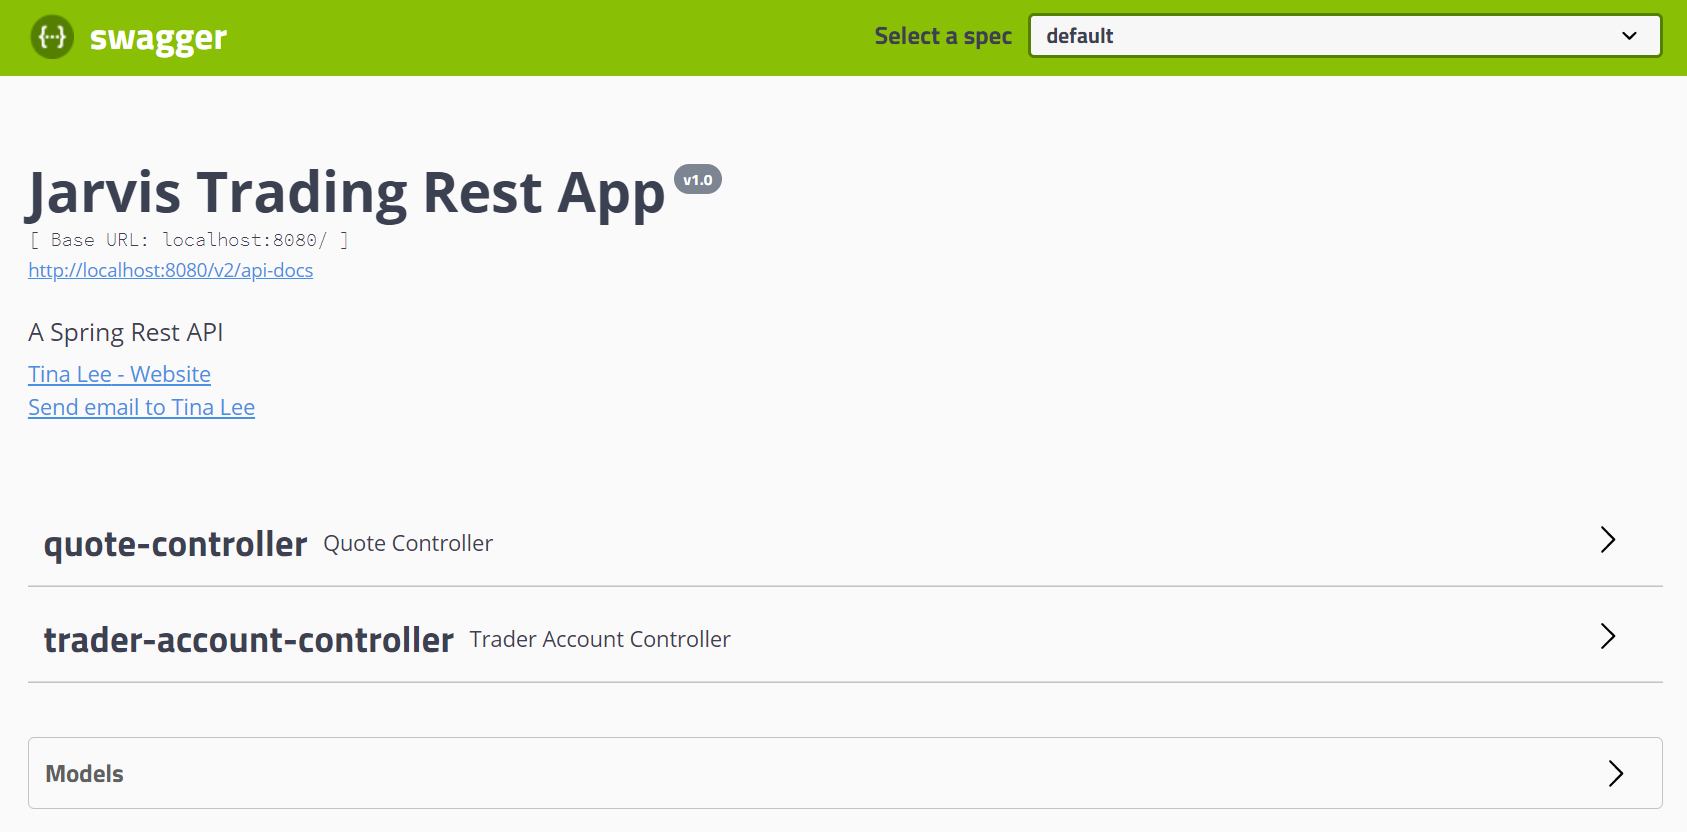 {···} swagger
Select a spec default
Jarvis Trading Rest App v1.0
[ Base URL: localhost:8080/ ]
http://localhost:8080/v2/api-docs
A Spring Rest API
Tina Lee - Website
Send email to Tina Lee
quote-controller Quote Controller
trader-account-controller Trader Account Controller
Models